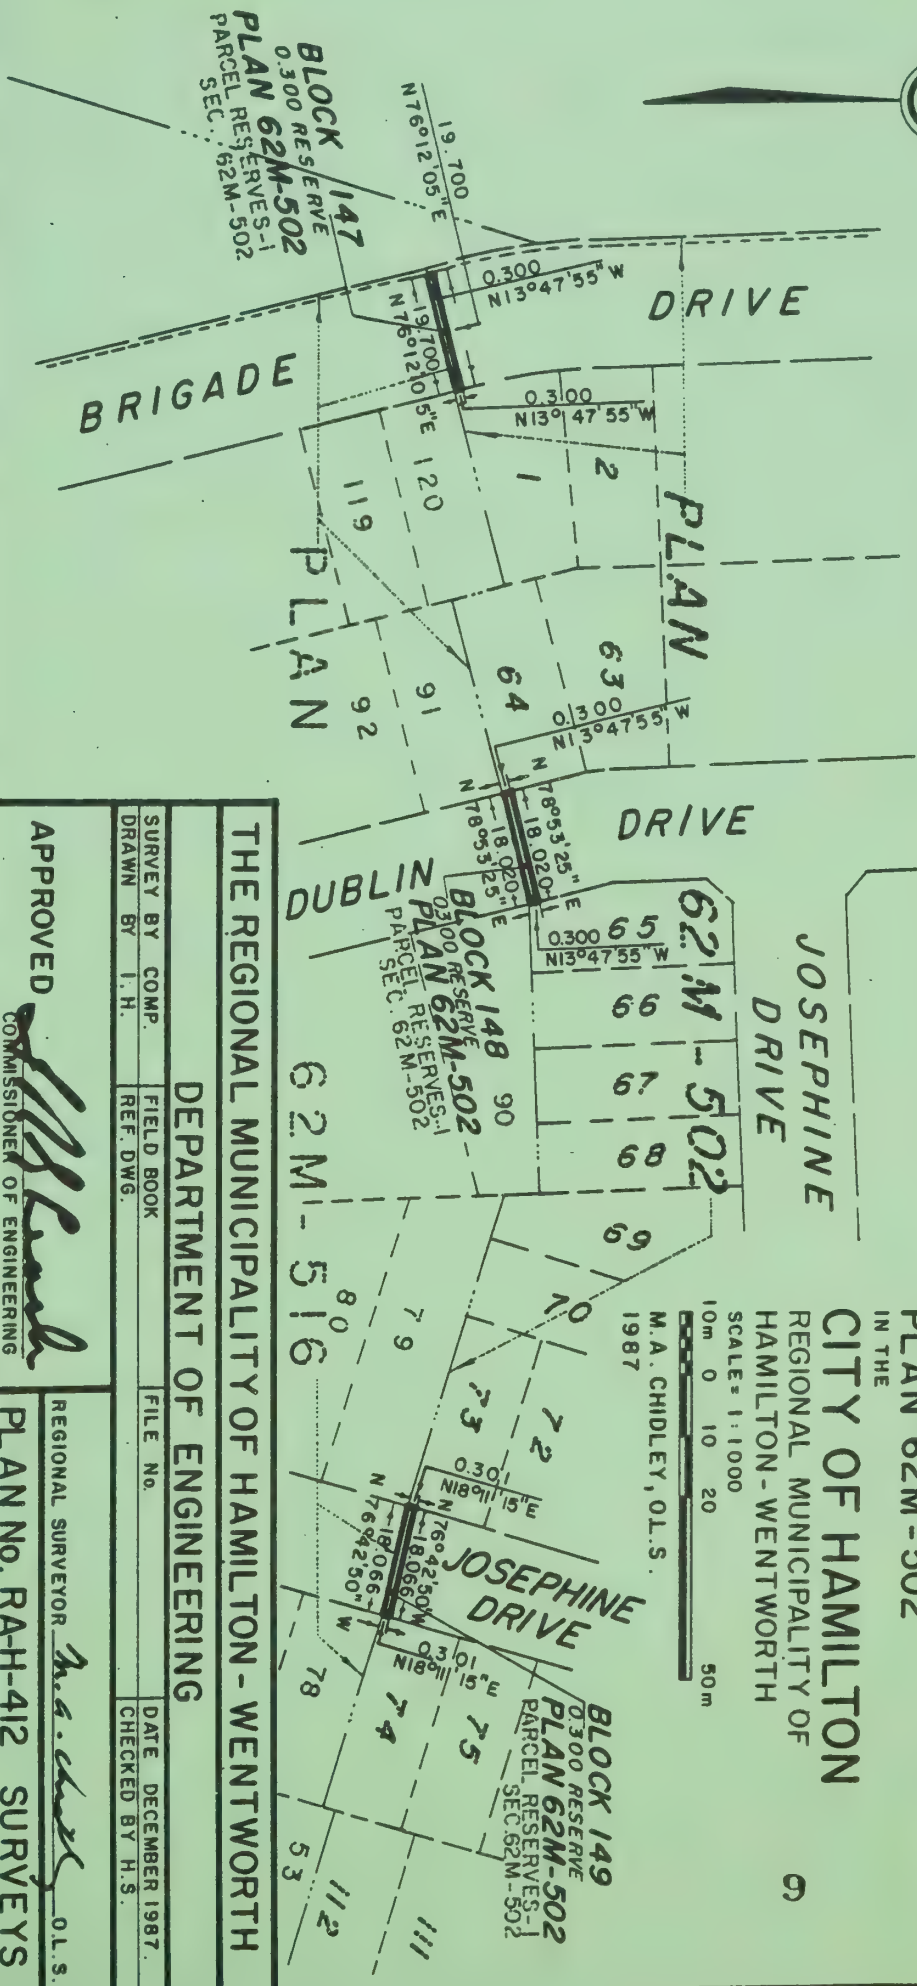 PLAN 62M-502
IN THE
CITY OF HAMILTON
REGIONAL MUNICIPALITY OF
HAMILTON-WENTWORTH
SCALE = 1:1000
10m 0 10 20 50m
M. A. CHIDLEY, O.L.S.
1987
9
JOSEPHINE
DRIVE
DRIVE
DRIVE
PLAN
62M-502
BLOCK 147
0.300 RESERVE
PLAN 62M-502
PARCEL RESERVES-1
SEC. 62M-502
19.700
N76°12'05"E
0.300
N13°47'55"W
19.700
N76°12'05"E
0.300
N13°47'55"W
BRIGADE
2
1
120
119
63
64
91
92
0.300
N13°47'55"W
N 78°53'25"E
18.020
18.020
N 78°53'25"E
0.300
N13°47'55"W
65
66
67
68
69
70
72
73
DUBLIN
BLOCK 148
0.300 RESERVE
PLAN 62M-502
PARCEL RESERVES-1
SEC. 62M-502
90
79
80
0.301
N18°11'15"E
N 76°42'50"W
18.066
18.066
N 76°42'50"W
0.301
N18°11'15"E
JOSEPHINE
DRIVE
BLOCK 149
0.300 RESERVE
PLAN 62M-502
PARCEL RESERVES-1
SEC. 62M-502
75
74
78
111
112
53
PLAN
62M-516
THE REGIONAL MUNICIPALITY OF HAMILTON-WENTWORTH
DEPARTMENT OF ENGINEERING
SURVEY BY COMP. FIELD BOOK FILE No. DATE DECEMBER 1987.
DRAWN BY I.H. REF. DWG. CHECKED BY H.S.
APPROVED
COMMISSIONER OF ENGINEERING
REGIONAL SURVEYOR M.A. Chidley O.L.S.
PLAN No. RA-H-412 SURVEYS